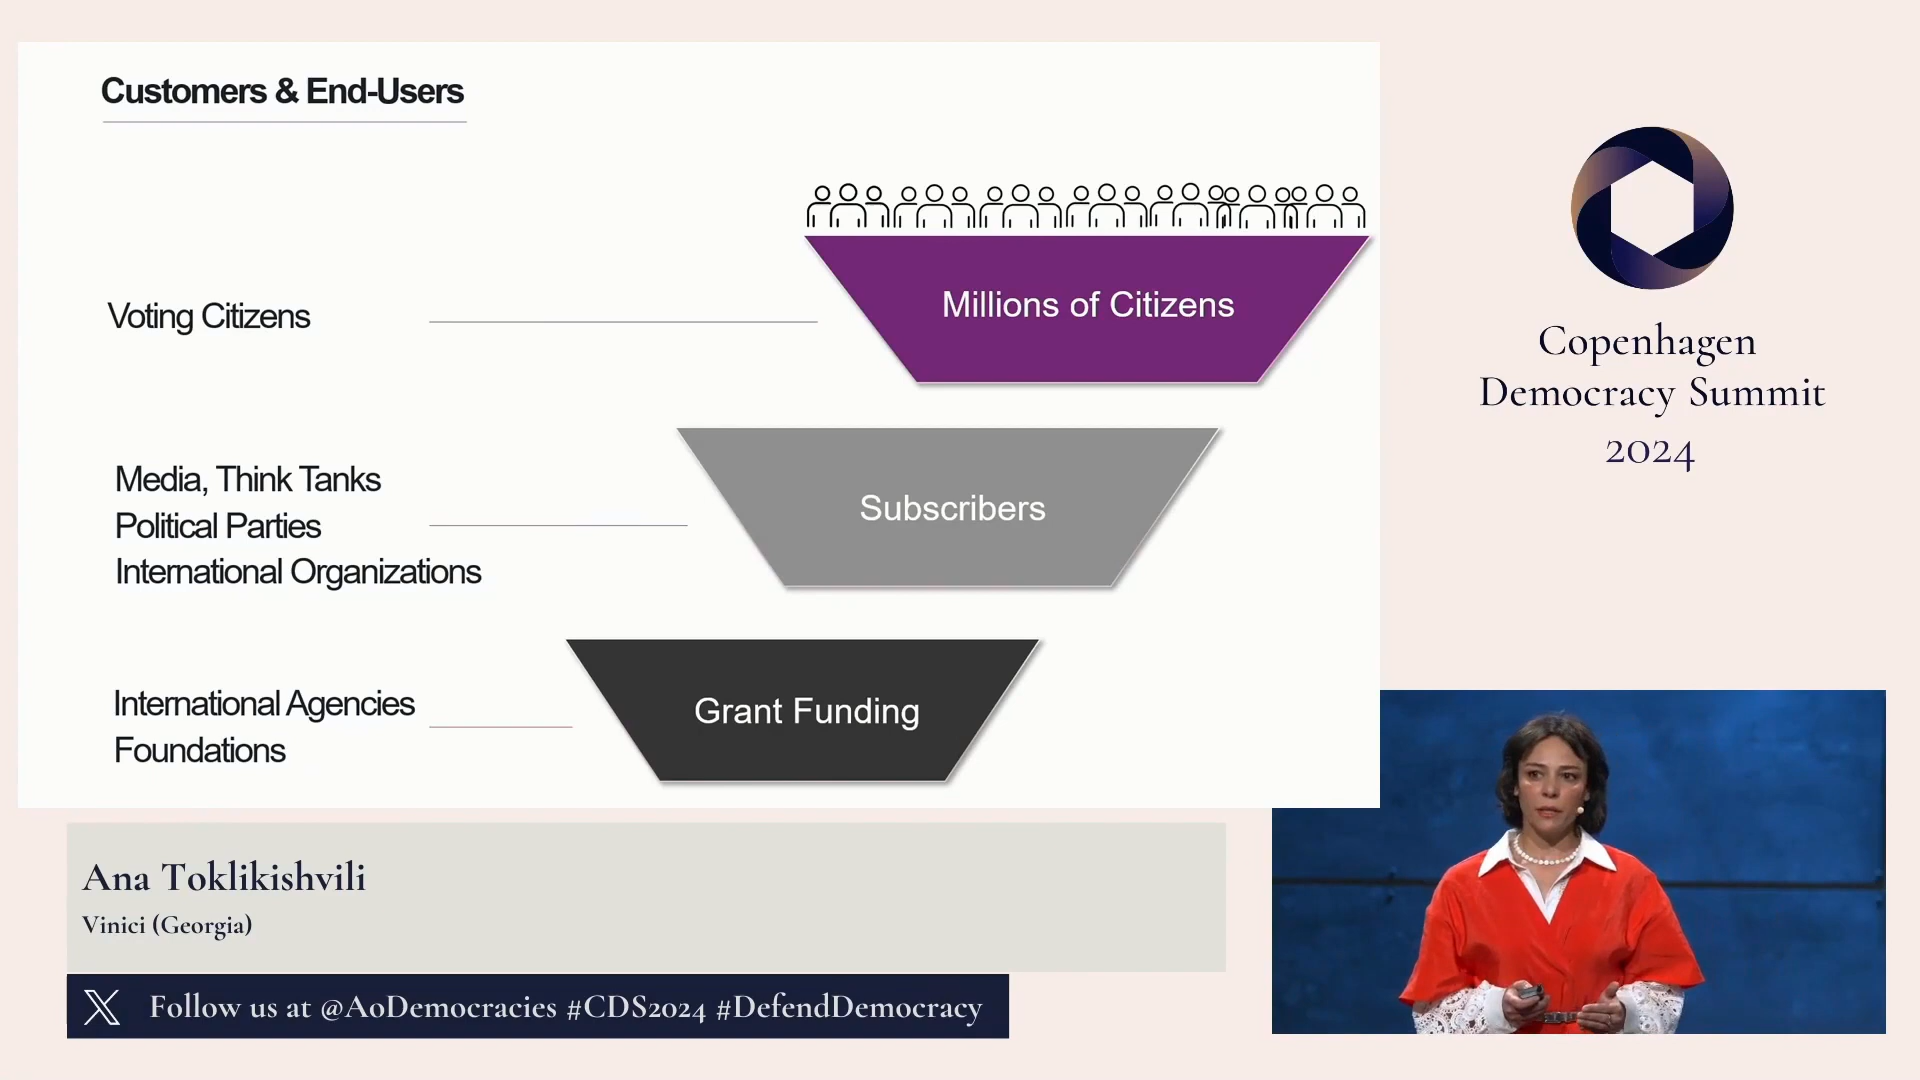 Customers & End-Users
Voting Citizens
Millions of Citizens
Media, Think Tanks
Political Parties
International Organizations
Subscribers
International Agencies
Foundations
Grant Funding
Copenhagen
Democracy Summit
2024
Ana Toklikishvili
Vinici (Georgia)
X Follow us at @AoDemocracies #CDS2024 #DefendDemocracy